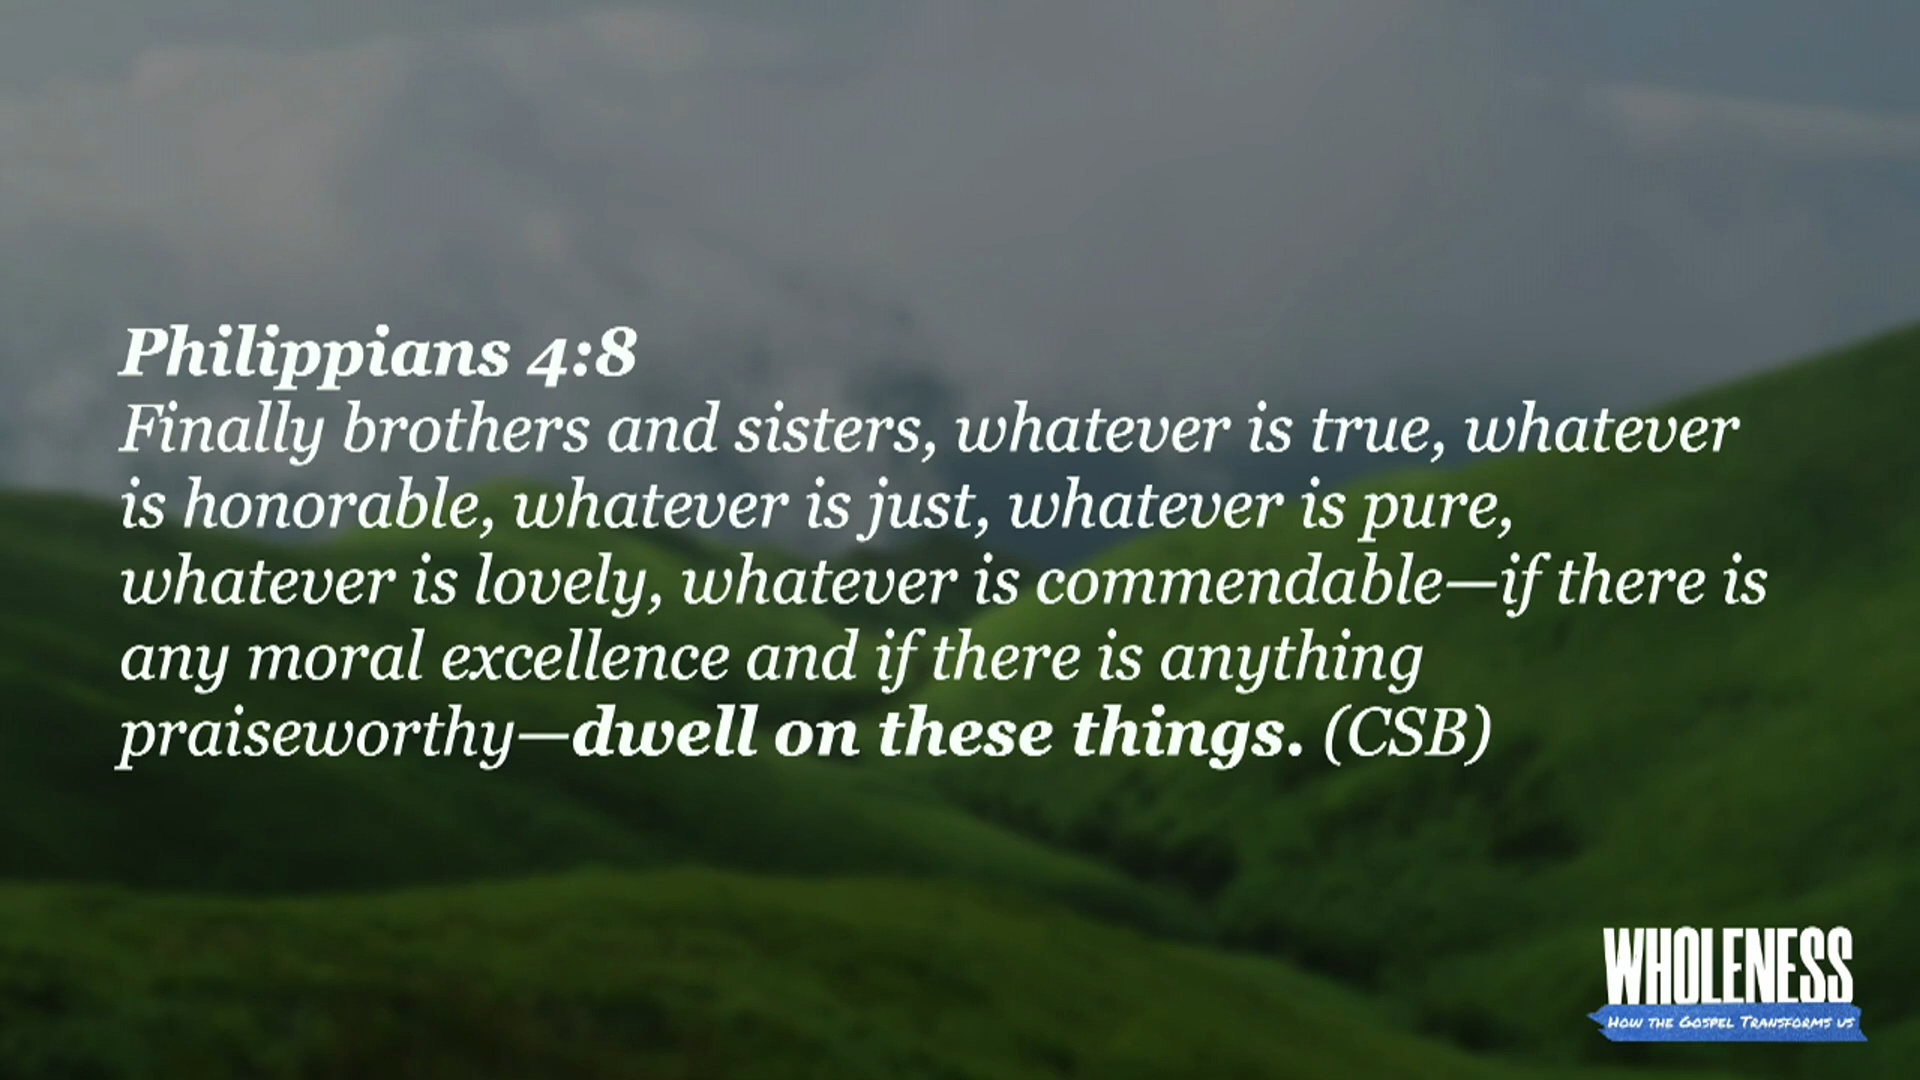 Philippians 4:8
Finally brothers and sisters, whatever is true, whatever
is honorable, whatever is just, whatever is pure,
whatever is lovely, whatever is commendable—if there is
any moral excellence and if there is anything
praiseworthy—dwell on these things. (CSB)
WHOLENESS
How the Gospel Transforms us